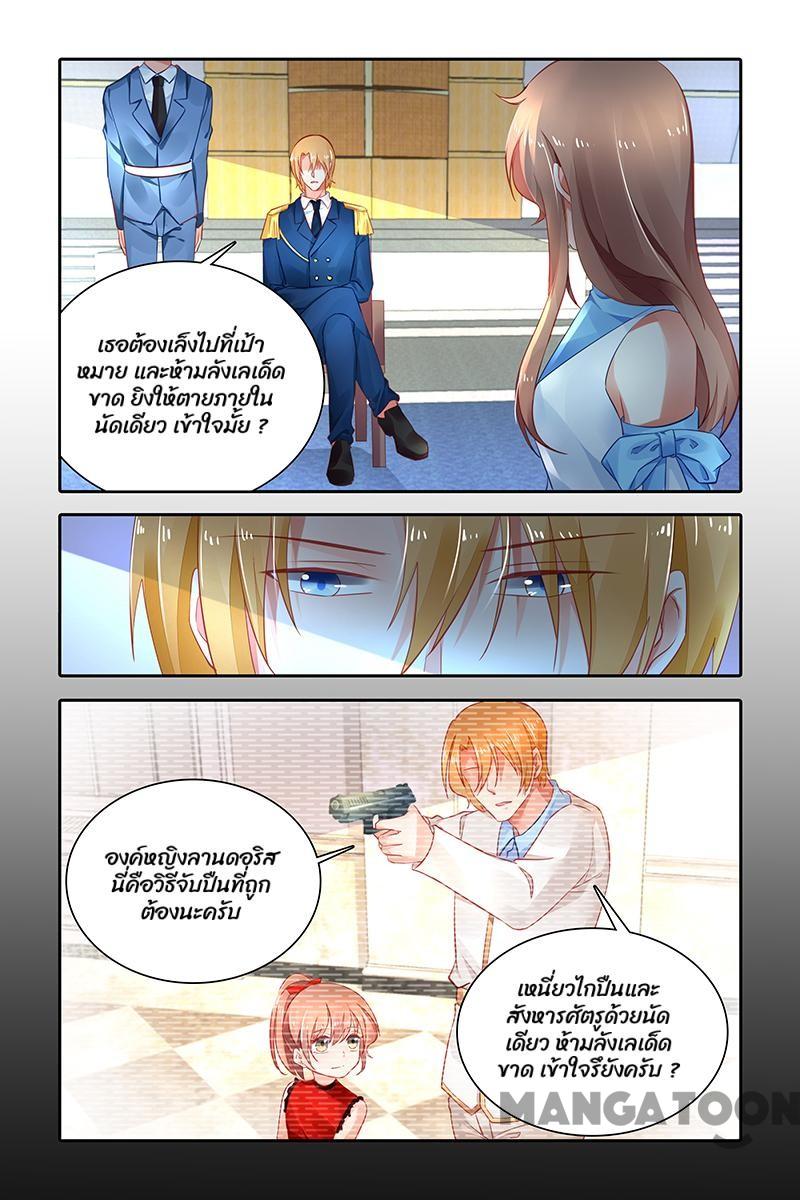 เธอต้องเล็งไปที่เป้า
หมาย และห้ามลังเลเด็ด
ขาด ยิงให้ตายภายใน
นัดเดียว เข้าใจมั้ย ?
องค์หญิงลานดอริส
นี่คือวิธีจับปืนที่ถูก
ต้องนะครับ
เหนี่ยวไกปืนและ
สังหารศัตรูด้วยนัด
เดียว ห้ามลังเลเด็ด
ขาด เข้าใจรึยังครับ ?
MANGATOON